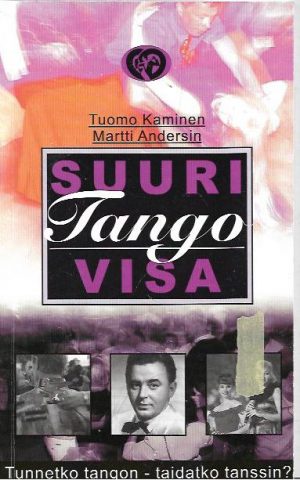 Tuomo Kaminen
Martti Andersin
SUURI
Tango
VISA
Tunnetko tangon - taidatko tanssin?